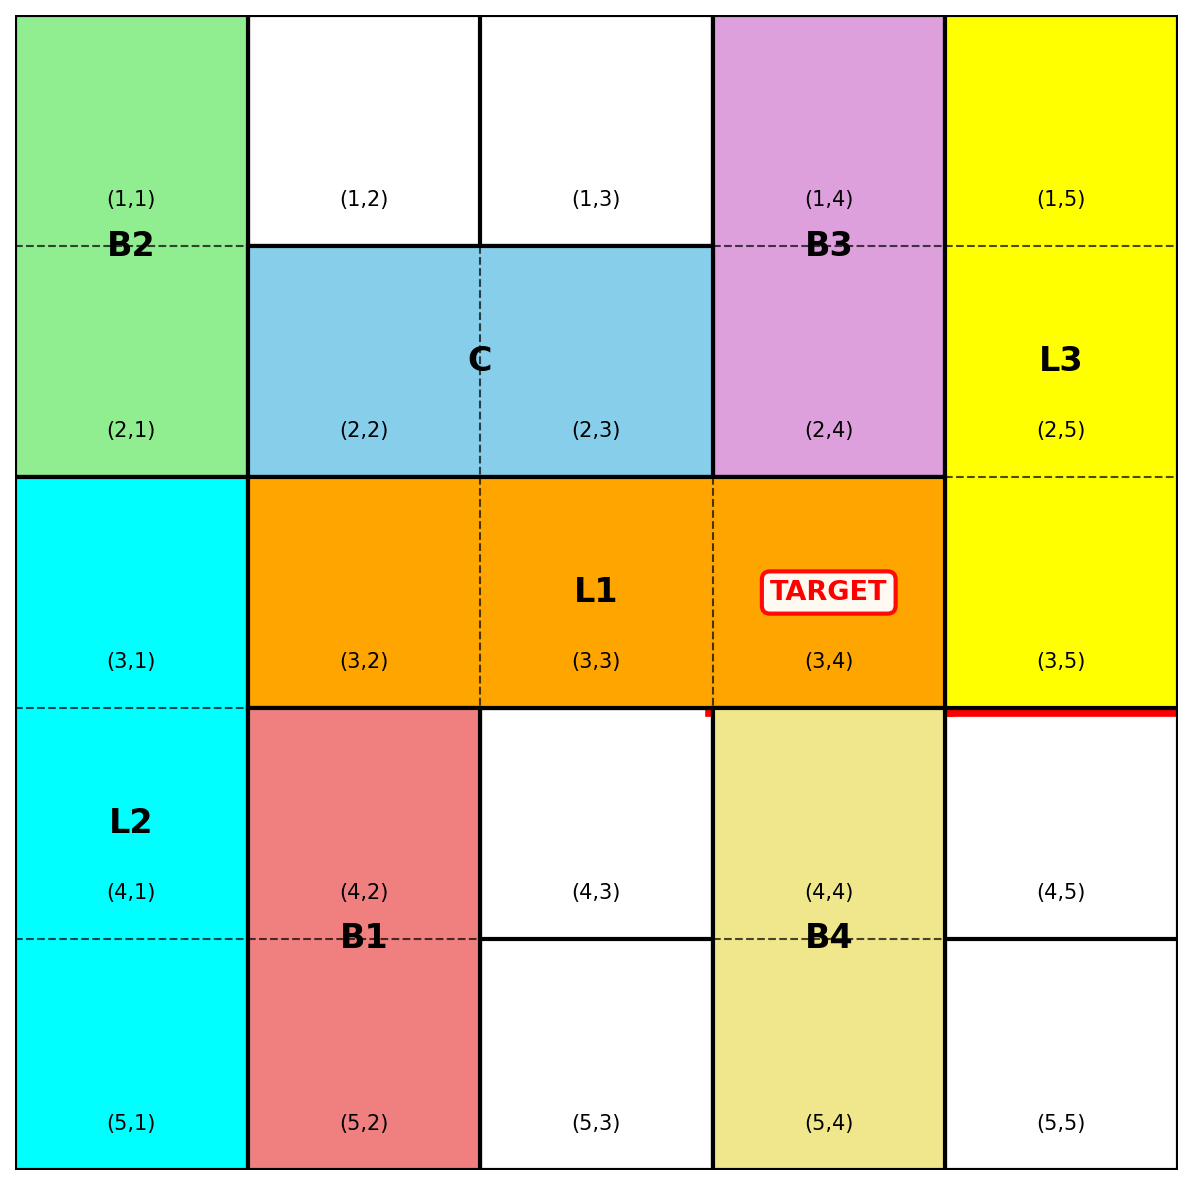 (1,1)
(1,2)
(1,3)
(1,4)
(1,5)
B2
B3
C
L3
(2,1)
(2,2)
(2,3)
(2,4)
(2,5)
L1
TARGET
(3,1)
(3,2)
(3,3)
(3,4)
(3,5)
L2
(4,1)
(4,2)
(4,3)
(4,4)
(4,5)
B1
B4
(5,1)
(5,2)
(5,3)
(5,4)
(5,5)